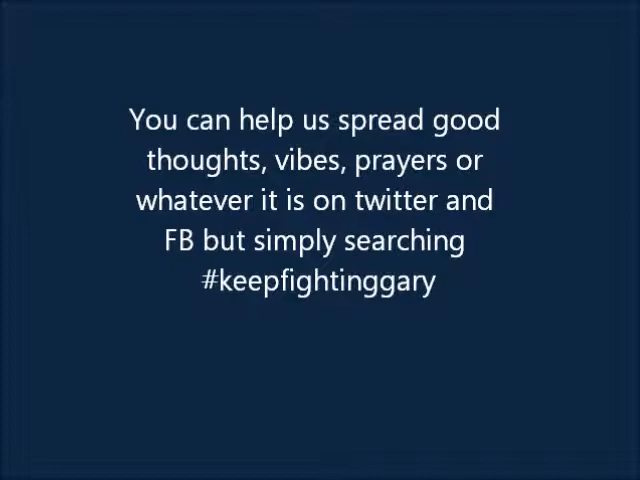 You can help us spread good
thoughts, vibes, prayers or
whatever it is on twitter and
FB but simply searching
#keepfightinggary